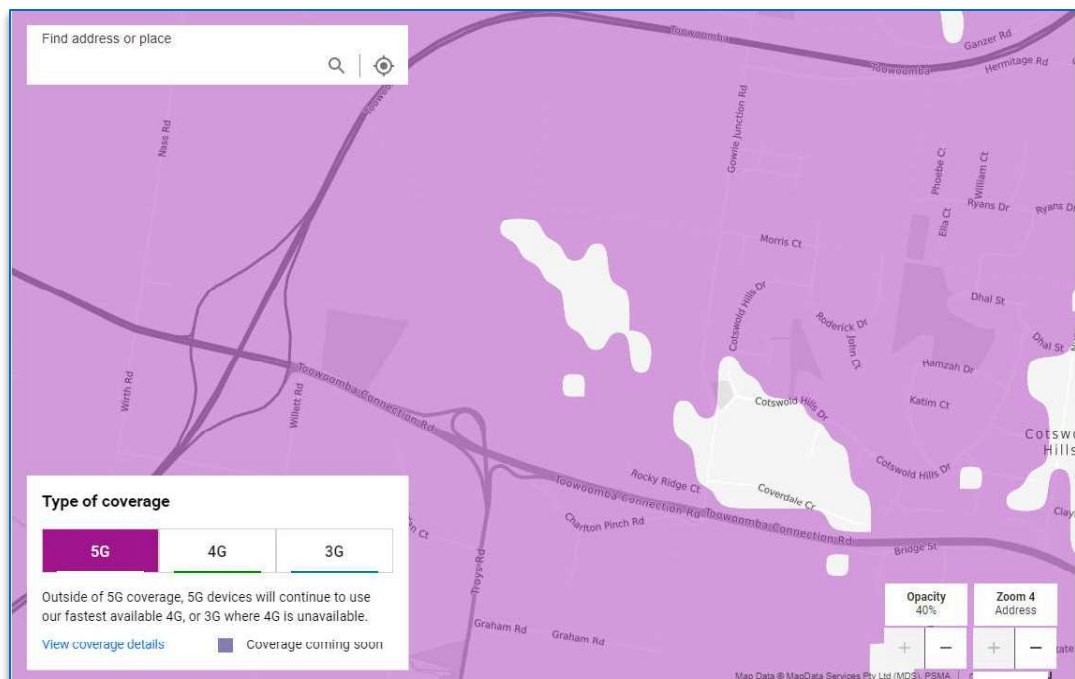 Find address or place
Toowoomba
Ganzer Rd
Hermitage Rd
Toowoomba
Nass Rd
Gowrie Junction Rd
Phoebe Ct
William Ct
Ryans Dr
Ryans Dr
Ella Ct
Morris Ct
Cotswold Hills Dr
Dhal St
Roderick Dr
John Ct
Dhal St
Hamzah Dr
Wirth Rd
Willett Rd
Toowoomba Connection Rd
Cotswold Hills Dr
Katim Ct
Hills
Cotswold Hills Dr
Rocky Ridge Ct
Coverdale Cr
Toowoomba Connection Rd
Toowoomba Connection Rd
Charlton Pinch Rd
Bridge St
Troys Rd
Graham Rd
Graham Rd
Type of coverage
5G 4G 3G
Outside of 5G coverage, 5G devices will continue to use
our fastest available 4G, or 3G where 4G is unavailable.
View coverage details Coverage coming soon
Opacity
40%
+ −
Zoom 4
Address
+ −
Map Data © MapData Services Pty Ltd (MDS), PSMA